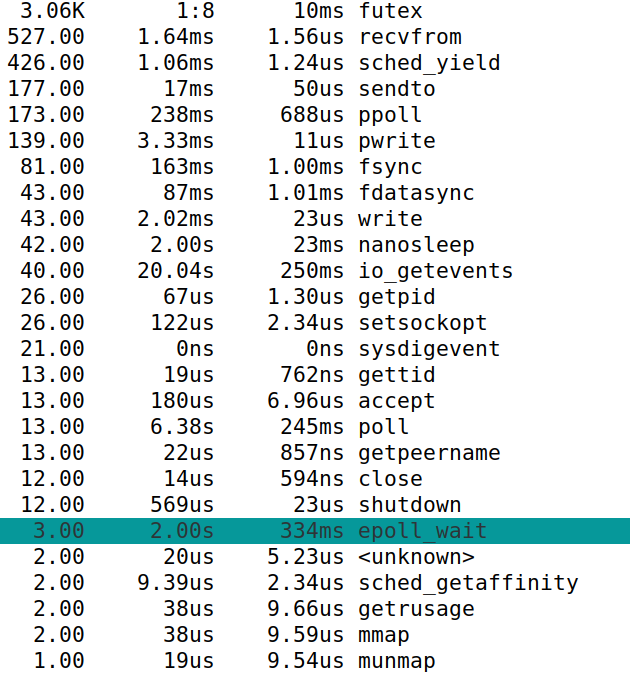 3.06K 1:8 10ms futex
527.00 1.64ms 1.56us recvfrom
426.00 1.06ms 1.24us sched_yield
177.00 17ms 50us sendto
173.00 238ms 688us ppoll
139.00 3.33ms 11us pwrite
81.00 163ms 1.00ms fsync
43.00 87ms 1.01ms fdatasync
43.00 2.02ms 23us write
42.00 2.00s 23ms nanosleep
40.00 20.04s 250ms io_getevents
26.00 67us 1.30us getpid
26.00 122us 2.34us setsockopt
21.00 0ns 0ns sysdigevent
13.00 19us 762ns gettid
13.00 180us 6.96us accept
13.00 6.38s 245ms poll
13.00 22us 857ns getpeername
12.00 14us 594ns close
12.00 569us 23us shutdown
3.00 2.00s 334ms epoll_wait
2.00 20us 5.23us <unknown>
2.00 9.39us 2.34us sched_getaffinity
2.00 38us 9.66us getrusage
2.00 38us 9.59us mmap
1.00 19us 9.54us munmap